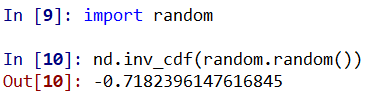 In [9]: import random
In [10]: nd.inv_cdf(random.random())
Out[10]: -0.7182396147616845